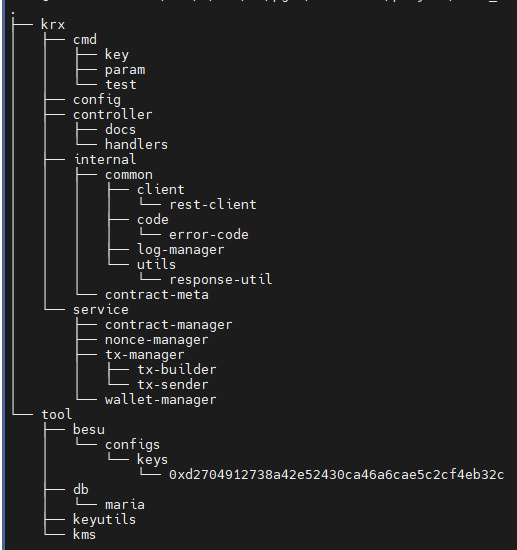 .
├── krx
│   ├── cmd
│   │   ├── key
│   │   ├── param
│   │   └── test
│   ├── config
│   ├── controller
│   │   ├── docs
│   │   └── handlers
│   ├── internal
│   │   ├── common
│   │   │   ├── client
│   │   │   │   └── rest-client
│   │   │   ├── code
│   │   │   │   └── error-code
│   │   │   ├── log-manager
│   │   │   └── utils
│   │   │       └── response-util
│   │   └── contract-meta
│   └── service
│       ├── contract-manager
│       ├── nonce-manager
│       ├── tx-manager
│       │   ├── tx-builder
│       │   └── tx-sender
│       └── wallet-manager
└── tool
    ├── besu
    │   └── configs
    │       └── keys
    │           └── 0xd2704912738a42e52430ca46a6cae5c2cf4eb32c
    ├── db
    │   └── maria
    ├── keyutils
    └── kms